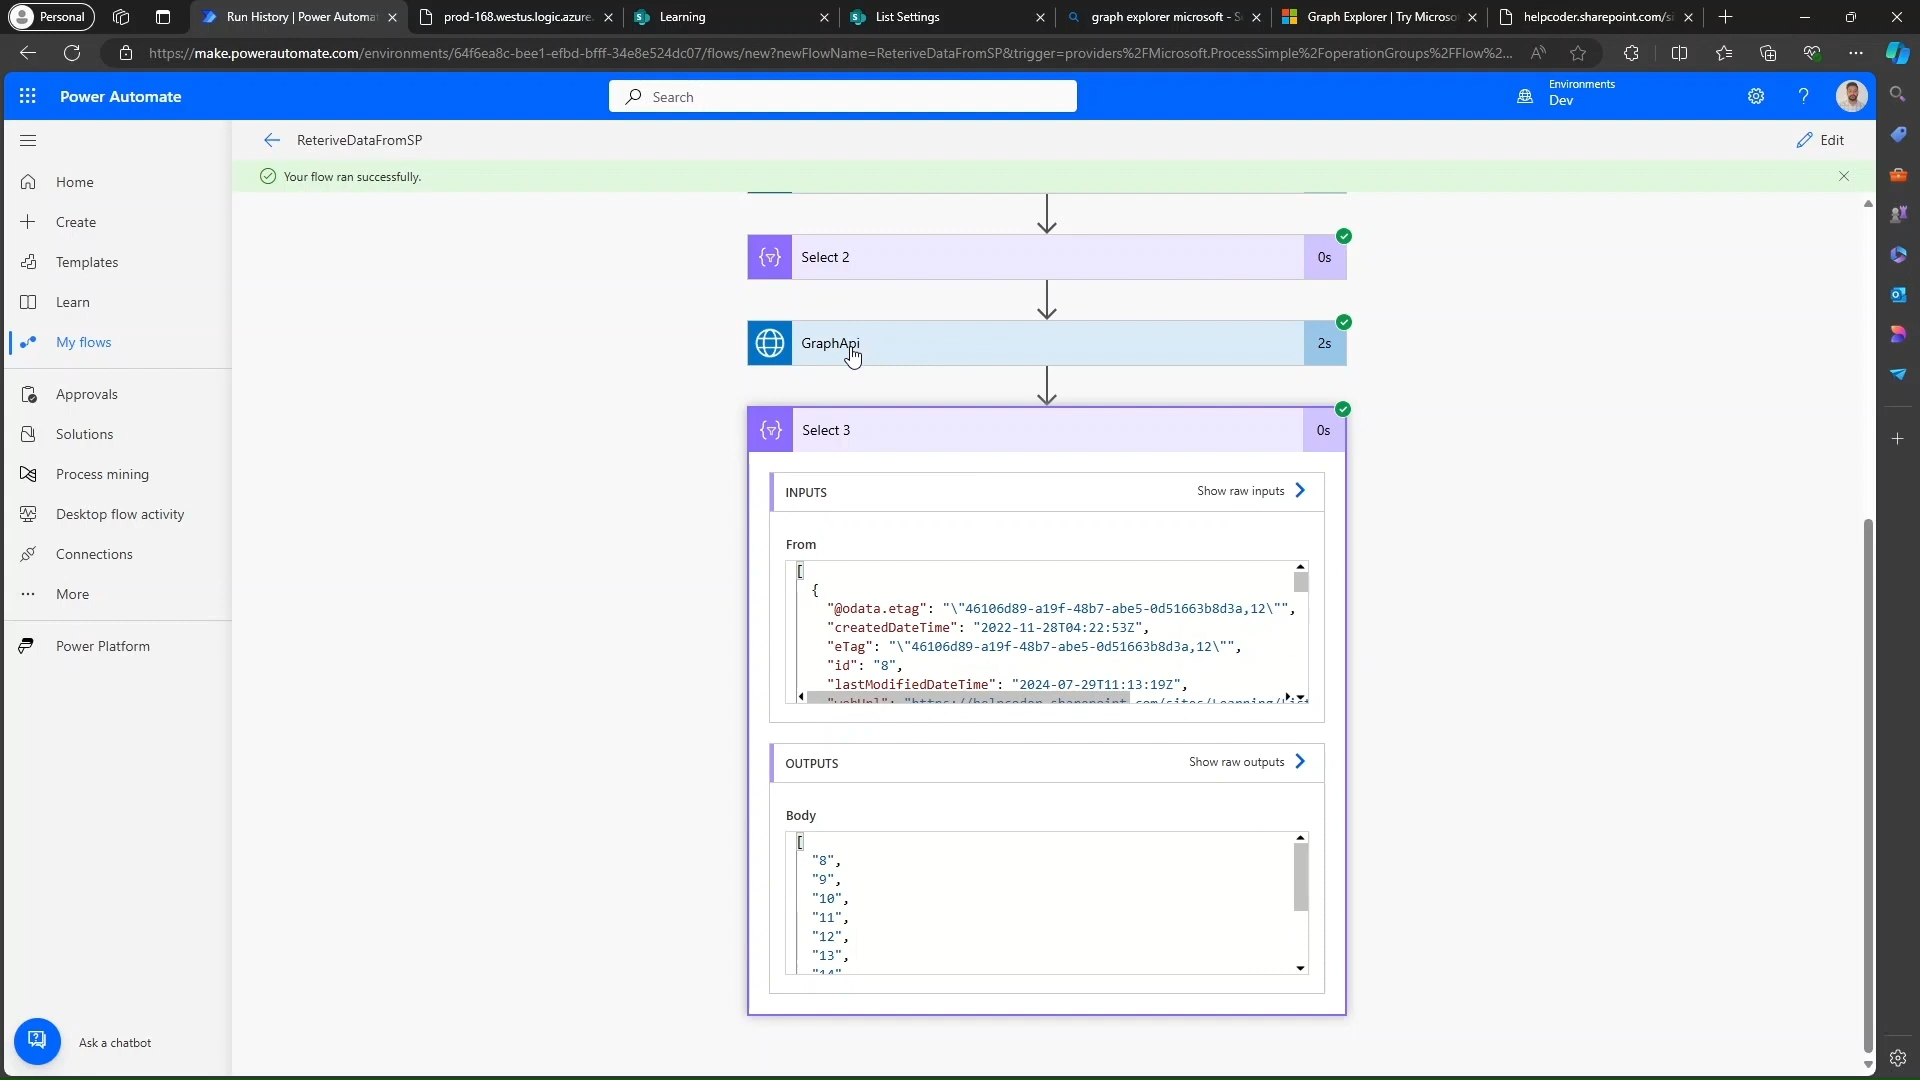 Personal
Run History | Power Automa
prod-168.westus.logic.azure.
Learning
List Settings
graph explorer microsoft - S
Graph Explorer | Try Microso
helpcoder.sharepoint.com/si
https://make.powerautomate.com/environments/64f6ea8c-bee1-efbd-bfff-34e8e524dc07/flows/new?newFlowName=ReteriveDataFromSP&trigger=providers%2FMicrosoft.ProcessSimple%2FoperationGroups%2FFlow%2...
Power Automate
Search
Environments
Dev
ReteriveDataFromSP
Edit
Your flow ran successfully.
Home
Create
Templates
Learn
My flows
Approvals
Solutions
Process mining
Desktop flow activity
Connections
More
Power Platform
Ask a chatbot
Select 2
0s
GraphApi
2s
Select 3
0s
INPUTS
Show raw inputs
From
[
{
"@odata.etag": "\"46106d89-a19f-48b7-abe5-0d51663b8d3a,12\"",
"createdDateTime": "2022-11-28T04:22:53Z",
"eTag": "\"46106d89-a19f-48b7-abe5-0d51663b8d3a,12\"",
"id": "8",
"lastModifiedDateTime": "2024-07-29T11:13:19Z",
OUTPUTS
Show raw outputs
Body
[
"8",
"9",
"10",
"11",
"12",
"13",
"14"